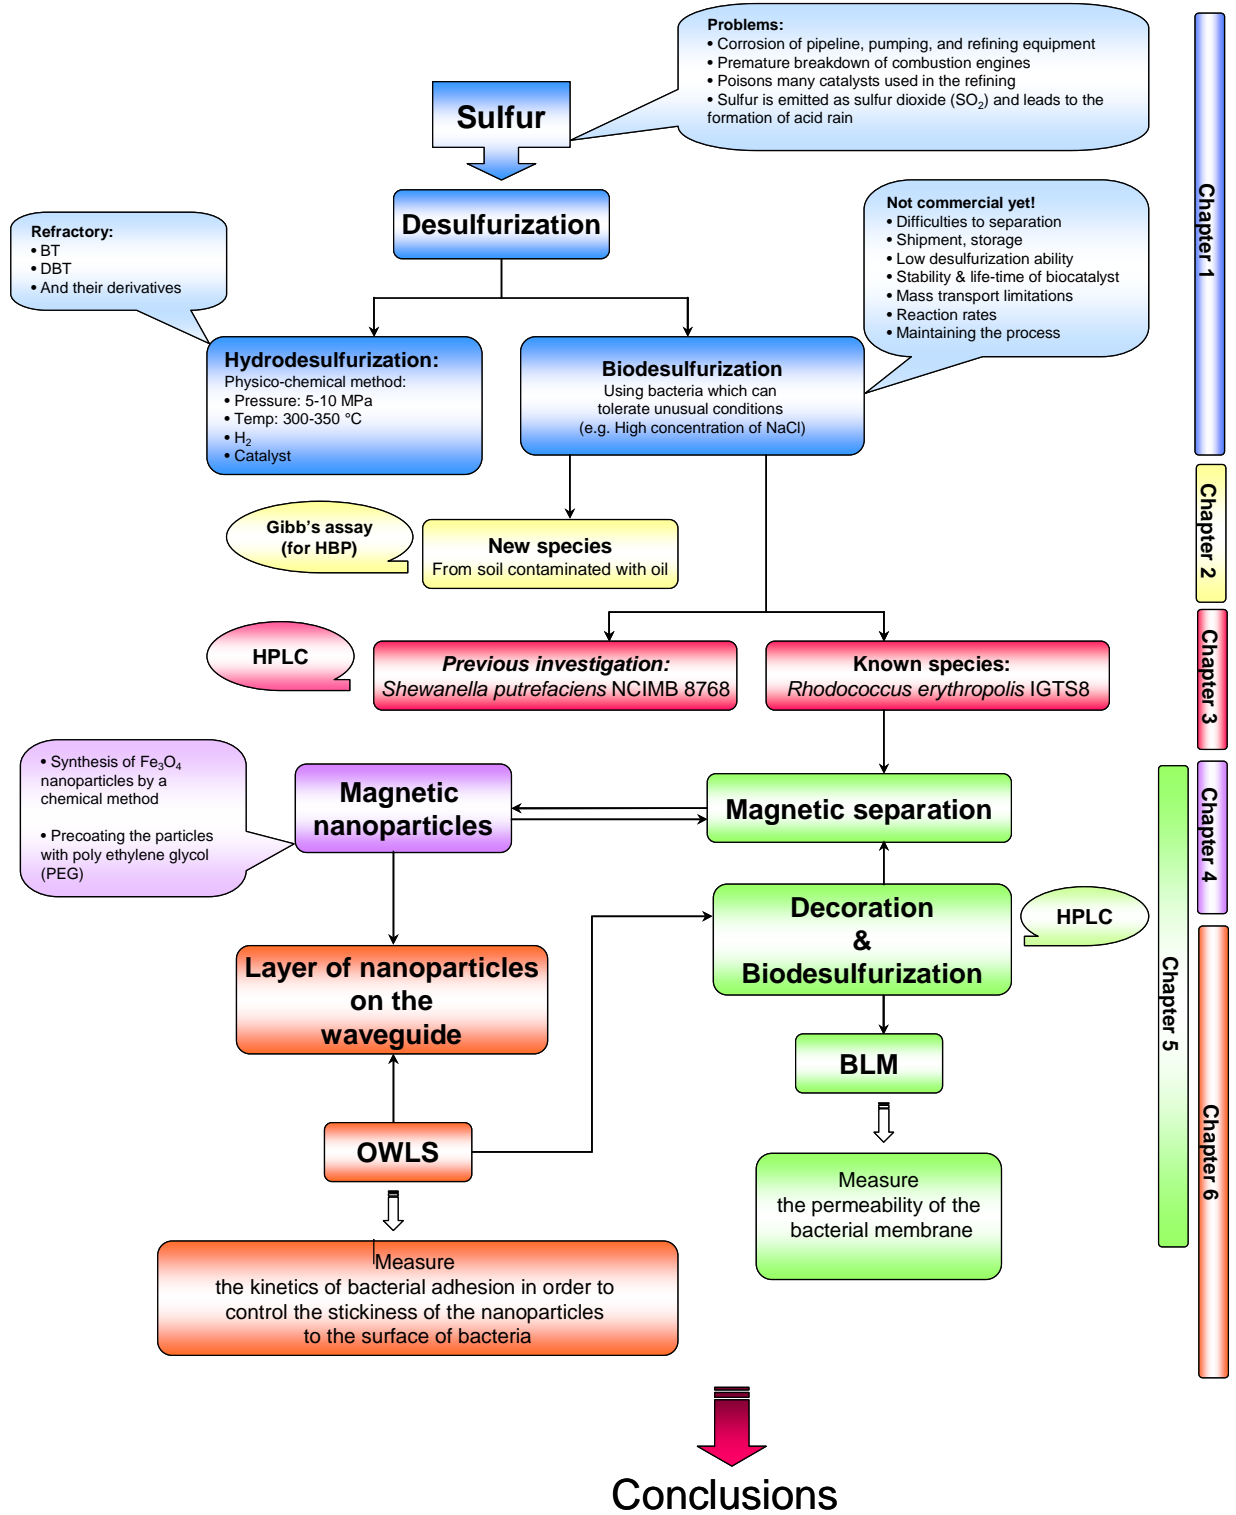 Problems:
• Corrosion of pipeline, pumping, and refining equipment
• Premature breakdown of combustion engines
• Poisons many catalysts used in the refining
• Sulfur is emitted as sulfur dioxide (SO2) and leads to the
formation of acid rain
Sulfur
Desulfurization
Refractory:
• BT
• DBT
• And their derivatives
Not commercial yet!
• Difficulties to separation
• Shipment, storage
• Low desulfurization ability
• Stability & life-time of biocatalyst
• Mass transport limitations
• Reaction rates
• Maintaining the process
Chapter 1
Hydrodesulfurization:
Physico-chemical method:
• Pressure: 5-10 MPa
• Temp: 300-350 °C
• H2
• Catalyst
Biodesulfurization
Using bacteria which can
tolerate unusual conditions
(e.g. High concentration of NaCl)
Gibb's assay
(for HBP)
New species
From soil contaminated with oil
Chapter 2
HPLC
Previous investigation:
Shewanella putrefaciens NCIMB 8768
Known species:
Rhodococcus erythropolis IGTS8
Chapter 3
• Synthesis of Fe3O4
nanoparticles by a
chemical method
• Precoating the particles
with poly ethylene glycol
(PEG)
Magnetic
nanoparticles
Magnetic separation
Chapter 4
Decoration
&
Biodesulfurization
HPLC
Layer of nanoparticles
on the
waveguide
BLM
Chapter 5
OWLS
Measure
the permeability of the
bacterial membrane
Chapter 6
Measure
the kinetics of bacterial adhesion in order to
control the stickiness of the nanoparticles
to the surface of bacteria
Conclusions